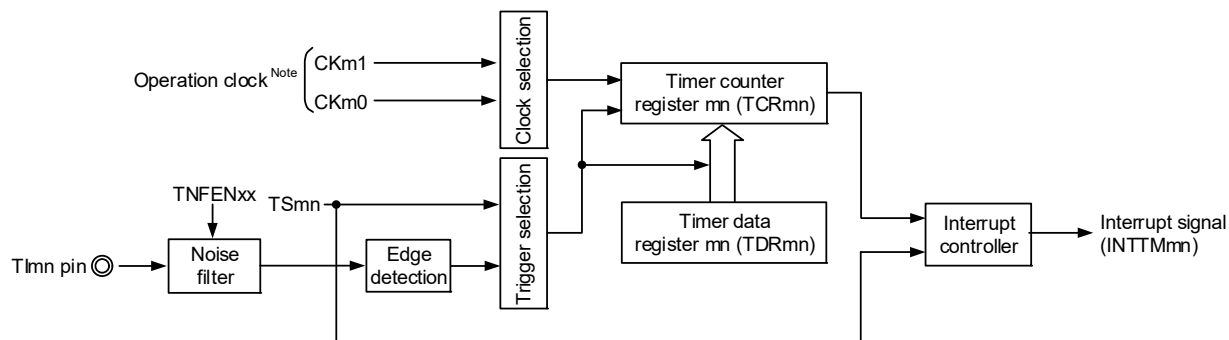 Operation clock Note
CKm1
CKm0
Clock selection
Timer counter
register mn (TCRmn)
TNFENxx
TSmn
Trigger selection
Timer data
register mn (TDRmn)
Interrupt
controller
Interrupt signal
(INTTMmn)
TImn pin
Noise
filter
Edge
detection